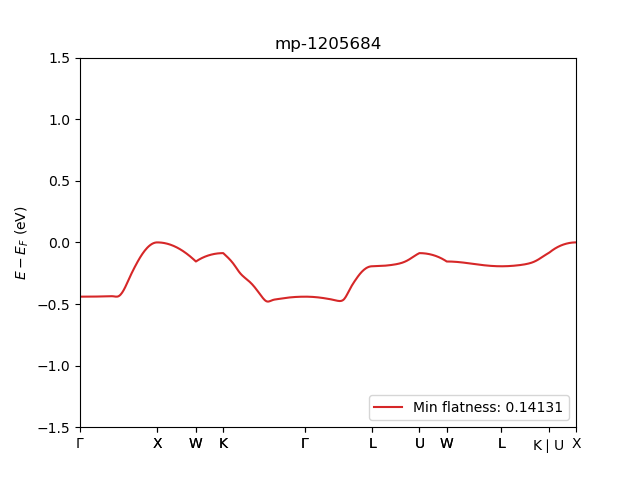 mp-1205684
E − E_F (eV)
1.5
1.0
0.5
0.0
−0.5
−1.0
−1.5
Min flatness: 0.14131
Γ X W K Γ L U W L K | U X